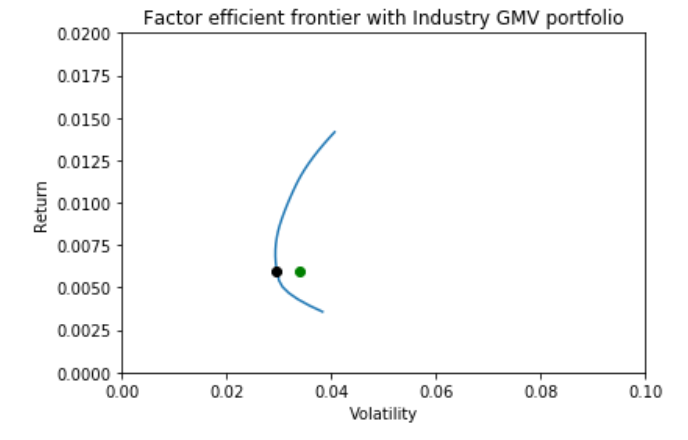 Factor efficient frontier with Industry GMV portfolio
0.0200
0.0175
0.0150
0.0125
0.0100
0.0075
0.0050
0.0025
0.0000
Return
0.00 0.02 0.04 0.06 0.08 0.10
Volatility